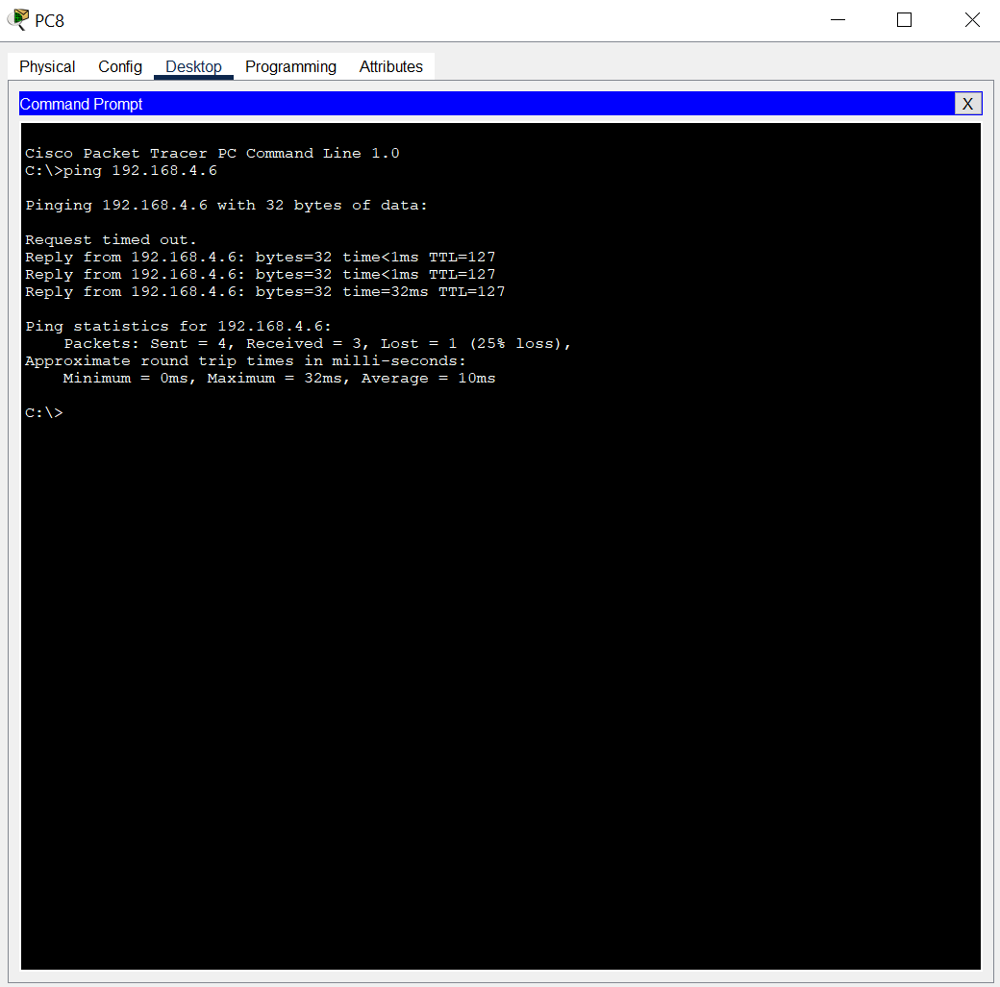 PC8
Physical Config Desktop Programming Attributes
Command Prompt X
Cisco Packet Tracer PC Command Line 1.0
C:\>ping 192.168.4.6
Pinging 192.168.4.6 with 32 bytes of data:
Request timed out.
Reply from 192.168.4.6: bytes=32 time<1ms TTL=127
Reply from 192.168.4.6: bytes=32 time<1ms TTL=127
Reply from 192.168.4.6: bytes=32 time=32ms TTL=127
Ping statistics for 192.168.4.6:
    Packets: Sent = 4, Received = 3, Lost = 1 (25% loss),
Approximate round trip times in milli-seconds:
    Minimum = 0ms, Maximum = 32ms, Average = 10ms
C:\>